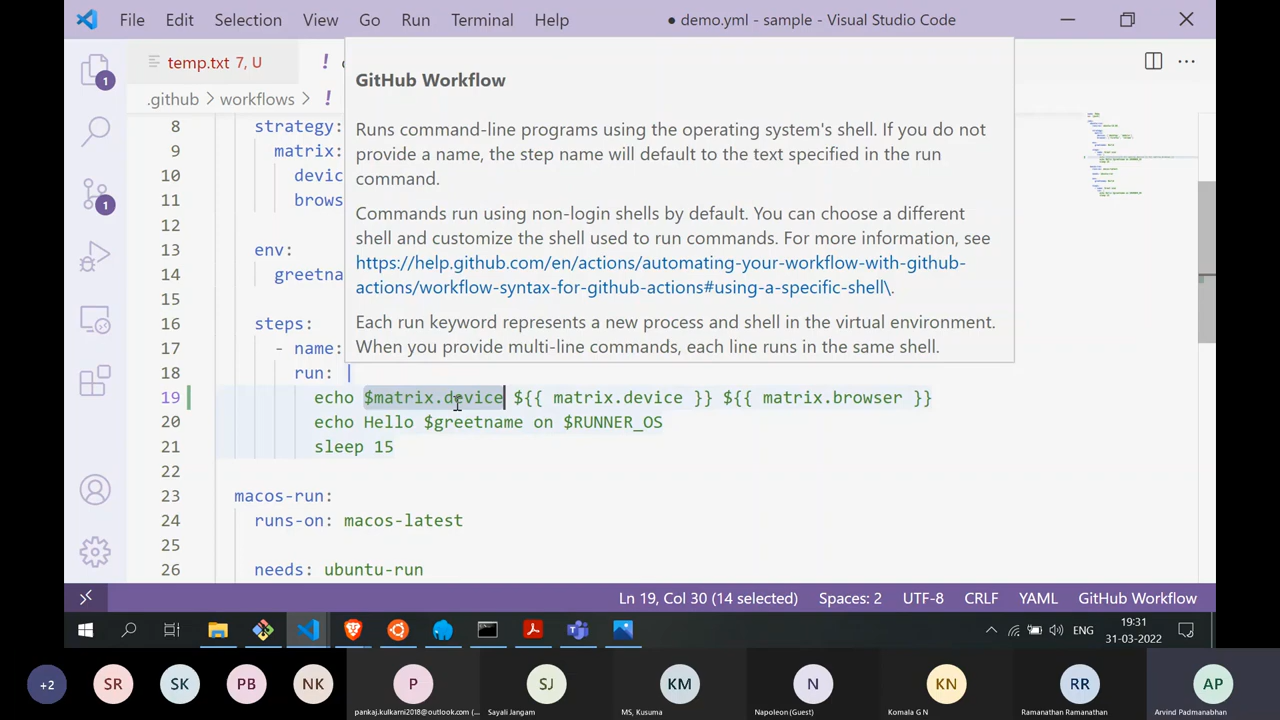 File Edit Selection View Go Run Terminal Help
● demo.yml - sample - Visual Studio Code
temp.txt 7, U
!
.github > workflows > !
GitHub Workflow
Runs command-line programs using the operating system's shell. If you do not
provide a name, the step name will default to the text specified in the run
command.
Commands run using non-login shells by default. You can choose a different
shell and customize the shell used to run commands. For more information, see
https://help.github.com/en/actions/automating-your-workflow-with-github-
actions/workflow-syntax-for-github-actions#using-a-specific-shell\.
Each run keyword represents a new process and shell in the virtual environment.
When you provide multi-line commands, each line runs in the same shell.
1
1
8 strategy:
9 matrix:
10 devic
11 brows
12
13 env:
14 greetna
15
16 steps:
17 - name:
18 run: |
19 echo $matrix.device ${{ matrix.device }} ${{ matrix.browser }}
20 echo Hello $greetname on $RUNNER_OS
21 sleep 15
22
23 macos-run:
24 runs-on: macos-latest
25
26 needs: ubuntu-run
Ln 19, Col 30 (14 selected) Spaces: 2 UTF-8 CRLF YAML GitHub Workflow
ENG 19:31
31-03-2022
+2 SR SK PB NK P SJ KM N KN RR AP
pankaj.kulkarni2018@outlook.com (... Sayali Jangam MS, Kusuma Napoleon (Guest) Komala G N Ramanathan Ramanathan Arvind Padmanabhan